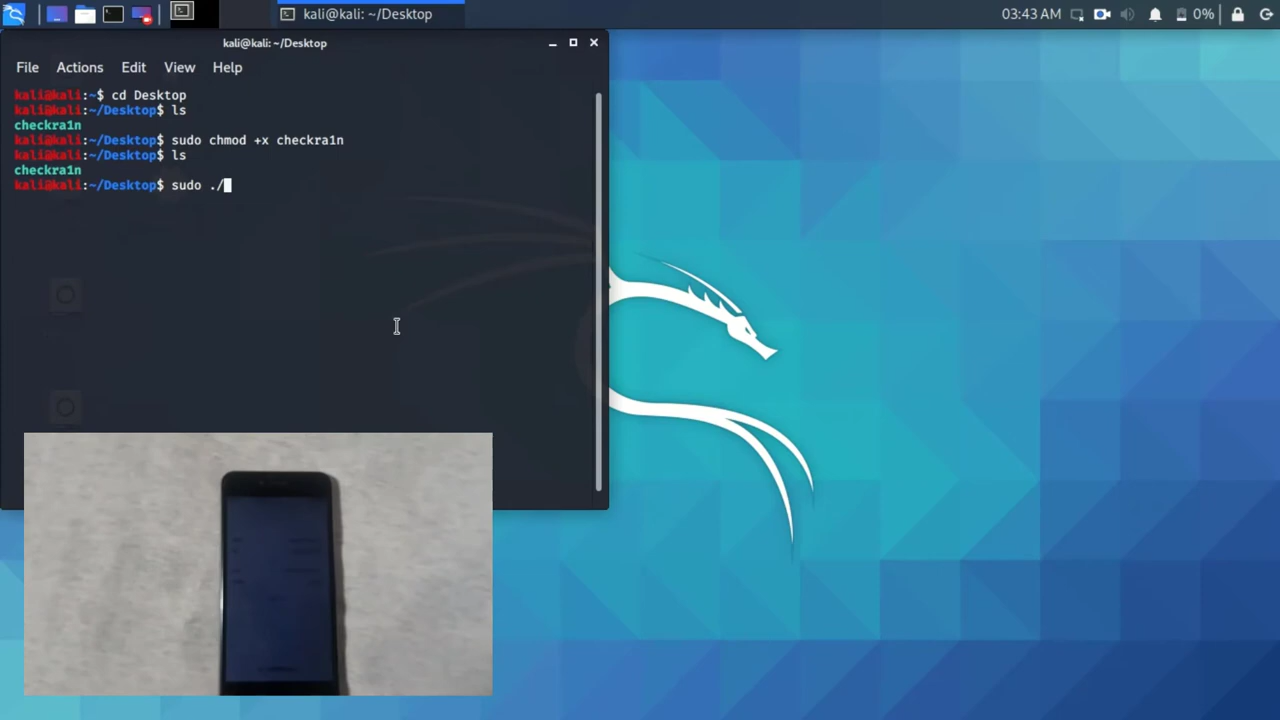 kali@kali: ~/Desktop
03:43 AM
0%
kali@kali: ~/Desktop
File Actions Edit View Help
kali@kali:~$ cd Desktop
kali@kali:~/Desktop$ ls
checkra1n
kali@kali:~/Desktop$ sudo chmod +x checkra1n
kali@kali:~/Desktop$ ls
checkra1n
kali@kali:~/Desktop$ sudo ./